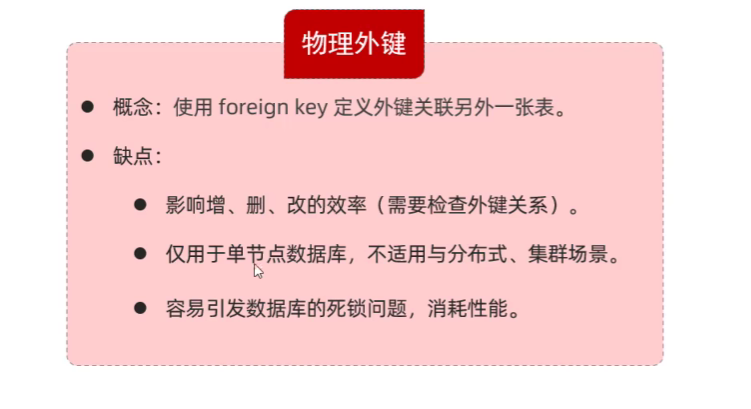 物理外键
概念：使用 foreign key 定义外键关联另外一张表。
缺点：
影响增、删、改的效率（需要检查外键关系）。
仅用于单节点数据库，不适用与分布式、集群场景。
容易引发数据库的死锁问题，消耗性能。